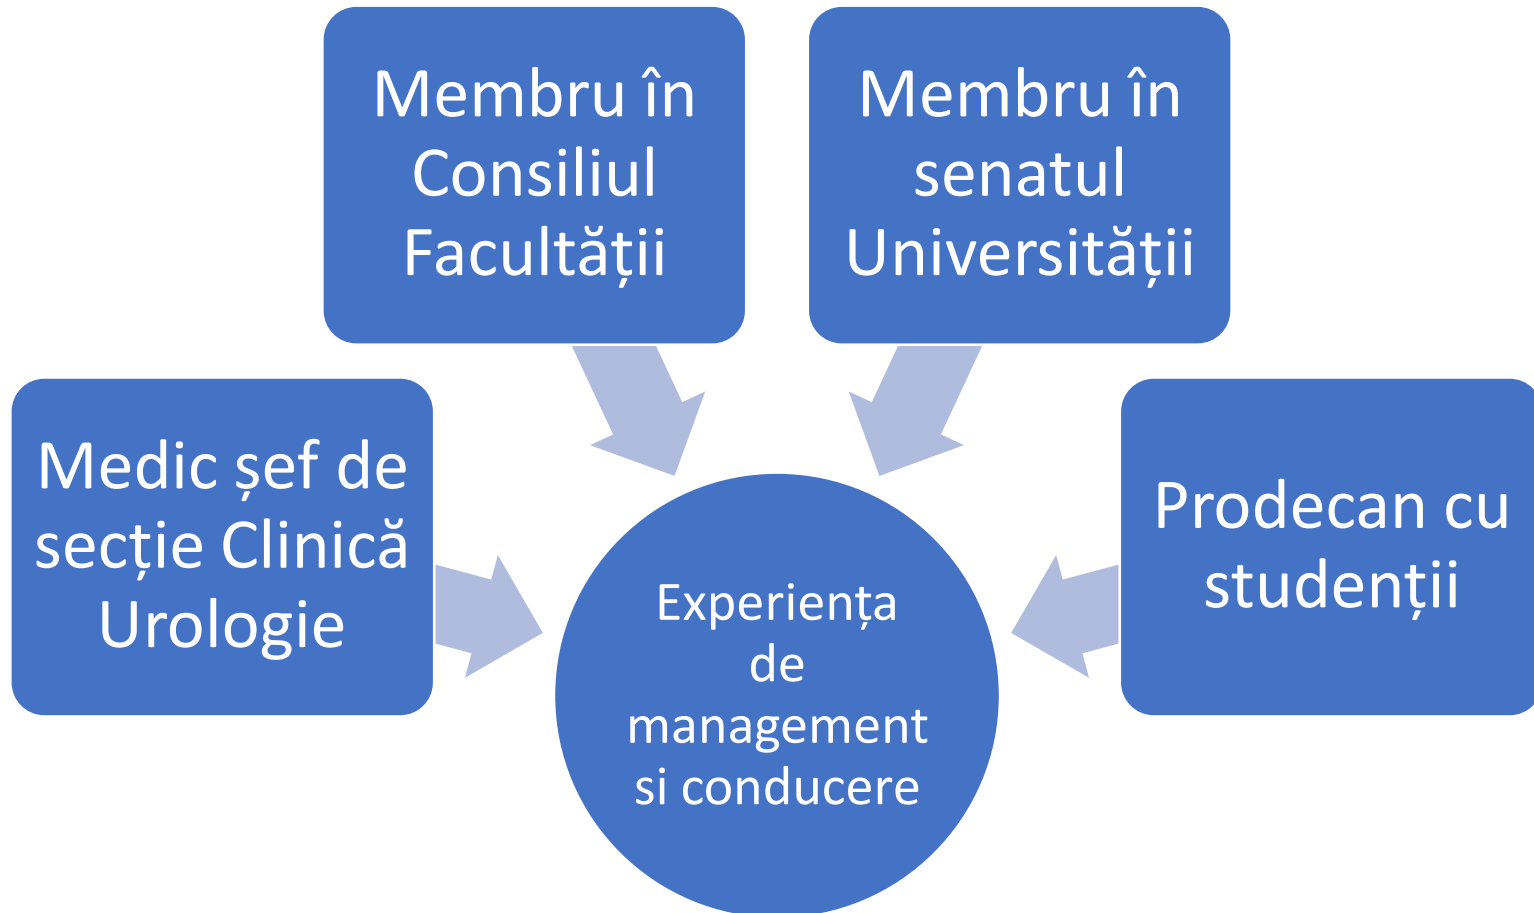 Membru în
Consiliul
Facultății
Membru în
senatul
Universității
Medic șef de
secție Clinică
Urologie
Prodecan cu
studenții
Experiența
de
management
si conducere